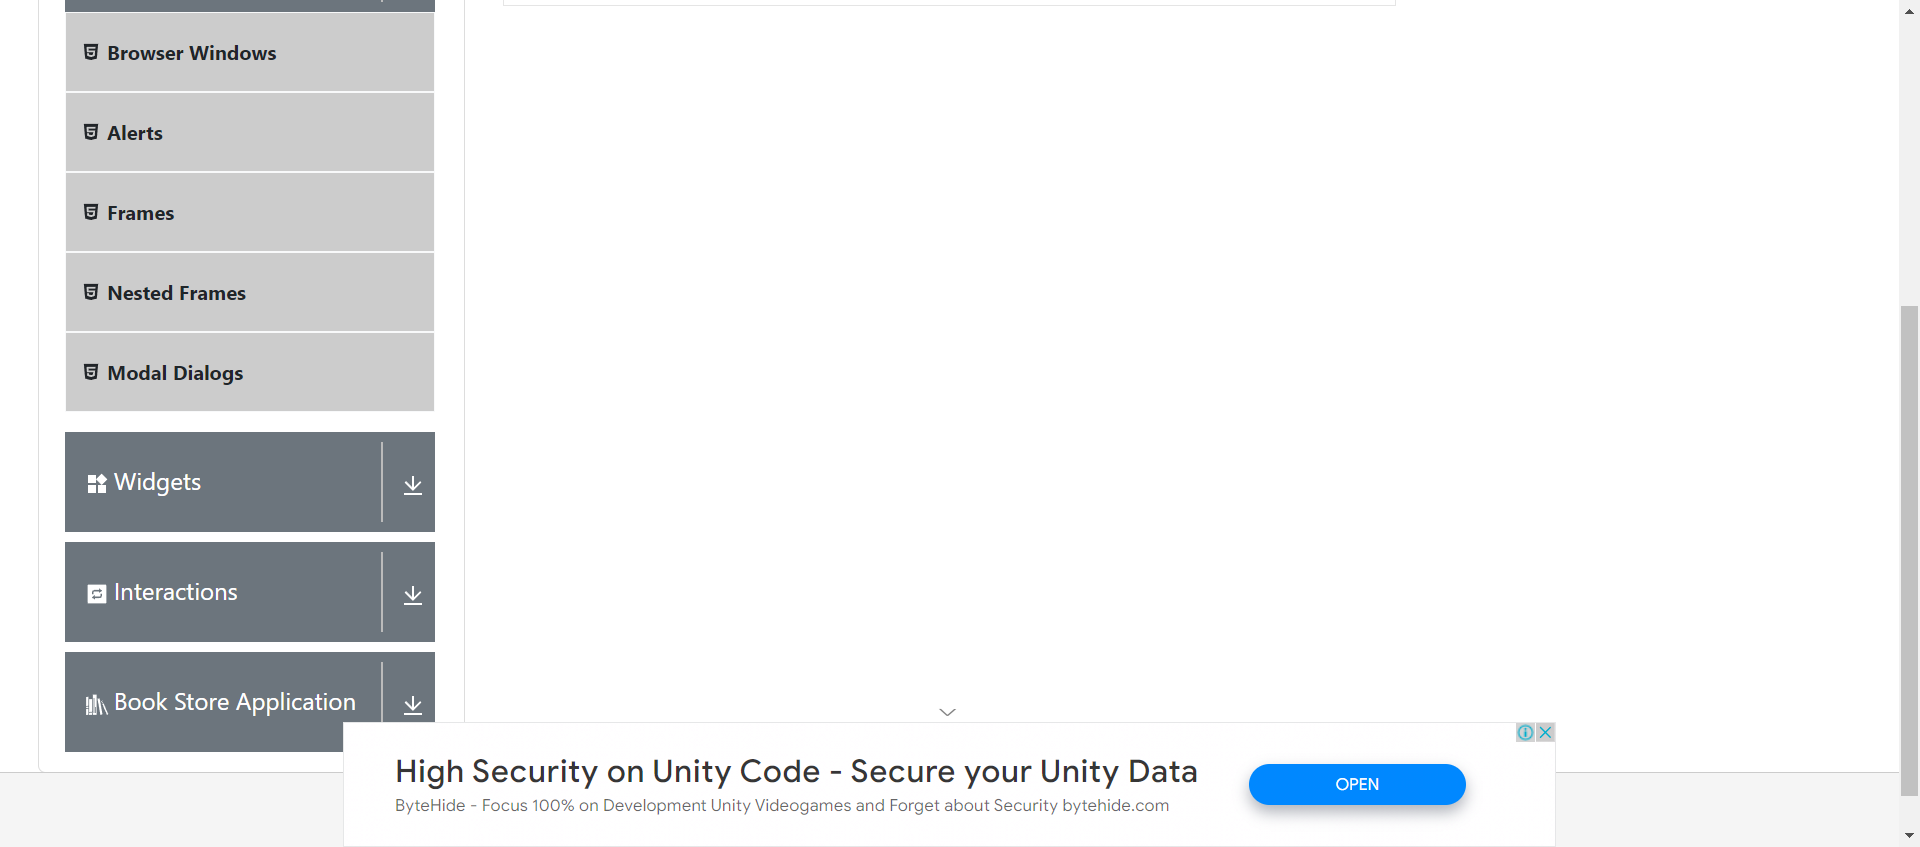 Browser Windows
Alerts
Frames
Nested Frames
Modal Dialogs
Widgets
Interactions
Book Store Application
High Security on Unity Code - Secure your Unity Data
ByteHide - Focus 100% on Development Unity Videogames and Forget about Security bytehide.com
OPEN